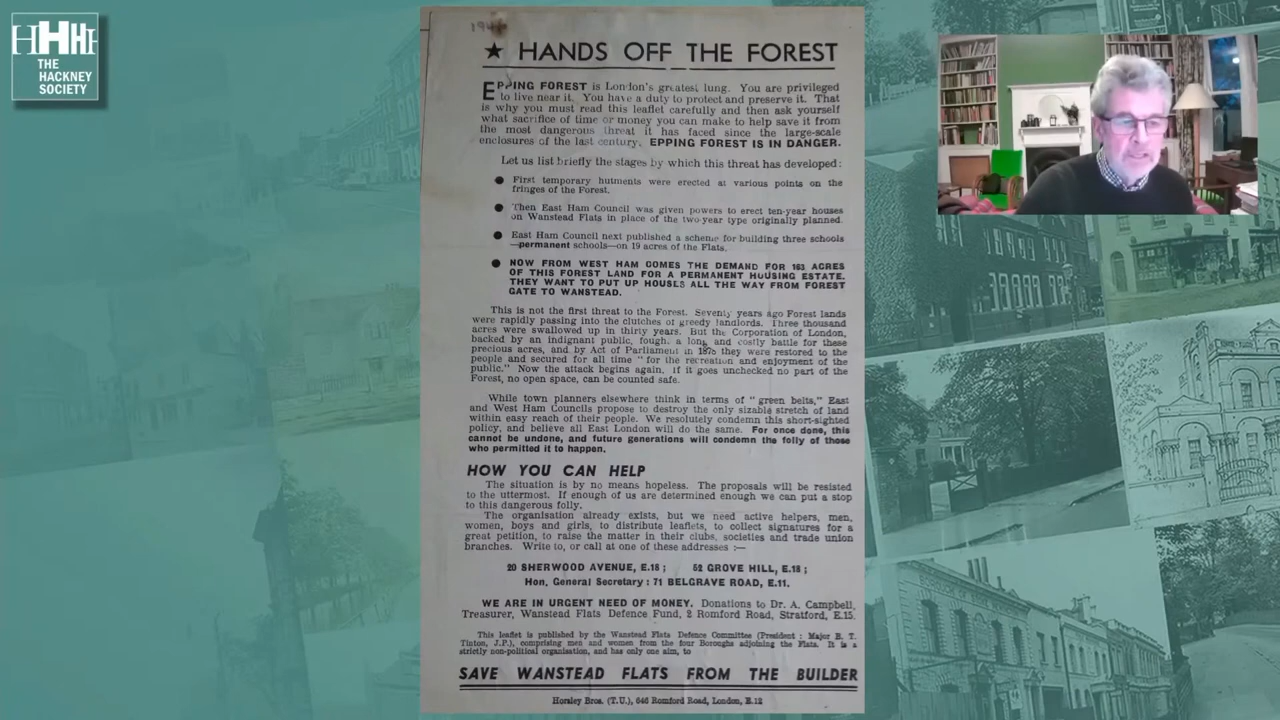 HHH
THE
HACKNEY
SOCIETY
★ HANDS OFF THE FOREST
EPPING FOREST is London's greatest lung. You are privileged
to live near it. You have a duty to protect and preserve it. That
is why you must read this leaflet carefully and then ask yourself
what sacrifice of time or money you can make to help save it from
the most dangerous threat it has faced since the large-scale
enclosures of the last century. EPPING FOREST IS IN DANGER.
Let us list briefly the stages by which this threat has developed:
● First temporary hutments were erected at various points on the
fringes of the Forest.
● Then East Ham Council was given powers to erect ten-year houses
on Wanstead Flats in place of the two-year type originally planned.
● East Ham Council next published a scheme for building three schools
—permanent schools—on 19 acres of the Flats.
● NOW FROM WEST HAM COMES THE DEMAND FOR 163 ACRES
OF THIS FOREST LAND FOR A PERMANENT HOUSING ESTATE.
THEY WANT TO PUT UP HOUSES ALL THE WAY FROM FOREST
GATE TO WANSTEAD.
This is not the first threat to the Forest. Seventy years ago Forest lands
were rapidly passing into the clutches of greedy landlords. Three thousand
acres were swallowed up in thirty years. But the Corporation of London,
backed by an indignant public, fought a long and costly battle for these
precious acres, and by Act of Parliament in 1878 they were restored to the
people and secured for all time "for the recreation and enjoyment of the
public." Now the attack begins again. If it goes unchecked no part of the
Forest, no open space, can be counted safe.
While town planners elsewhere think in terms of "green belts," East
and West Ham Councils propose to destroy the only sizable stretch of land
within easy reach of their people. We resolutely condemn this short-sighted
policy, and believe all East London will do the same. For once done, this
cannot be undone, and future generations will condemn the folly of those
who permitted it to happen.
HOW YOU CAN HELP
The situation is by no means hopeless. The proposals will be resisted
to the uttermost. If enough of us are determined enough we can put a stop
to this dangerous folly.
The organisation already exists, but we need active helpers, men,
women, boys and girls, to distribute leaflets, to collect signatures for a
great petition, to raise the matter in their clubs, societies and trade union
branches. Write to, or call at one of these addresses :—
20 SHERWOOD AVENUE, E.18 ; 52 GROVE HILL, E.18 ;
Hon. General Secretary : 71 BELGRAVE ROAD, E.11.
WE ARE IN URGENT NEED OF MONEY. Donations to Dr. A. Campbell,
Treasurer, Wanstead Flats Defence Fund, 2 Romford Road, Stratford, E.15.
This leaflet is published by the Wanstead Flats Defence Committee (President : Major B. T.
Tinton, J.P.), comprising men and women from the four Boroughs adjoining the Flats. It is a
strictly non-political organisation, and has only one aim, to
SAVE WANSTEAD FLATS FROM THE BUILDER
Horsley Bros. (T.U.), 646 Romford Road, London, E.12